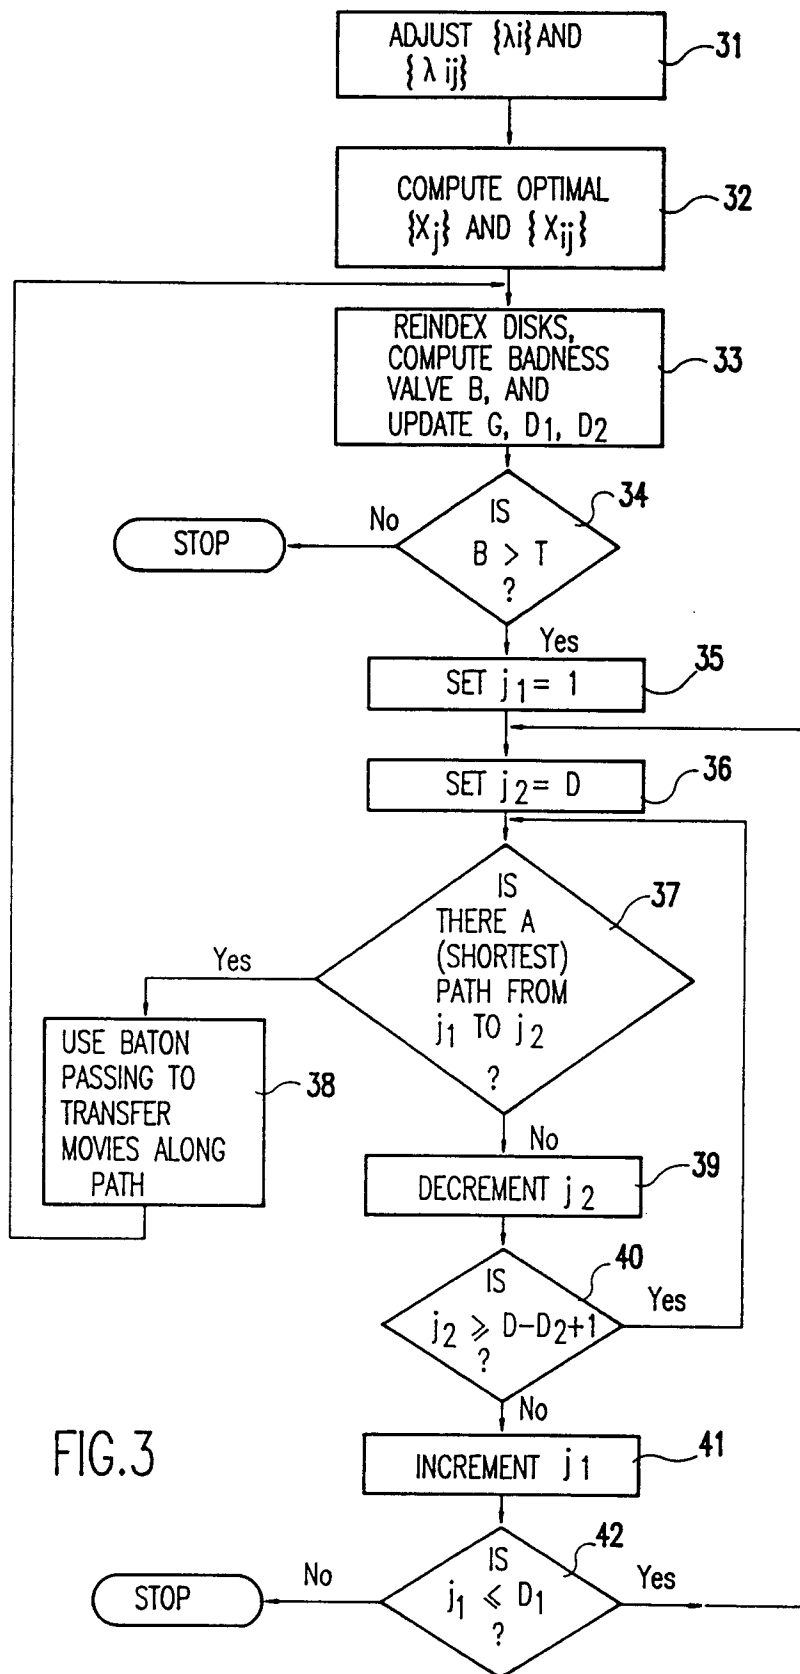 ADJUST {λi} AND
{λ ij}
31
COMPUTE OPTIMAL
{Xj} AND {Xij}
32
REINDEX DISKS,
COMPUTE BADNESS
VALVE B, AND
UPDATE G, D1, D2
33
IS
B > T
?
34
No
STOP
Yes
SET j1 = 1
35
SET j2 = D
36
IS
THERE A
(SHORTEST)
PATH FROM
j1 TO j2
?
37
Yes
USE BATON
PASSING TO
TRANSFER
MOVIES ALONG
PATH
38
No
DECREMENT j2
39
IS
j2 ⩾ D-D2+1
?
40
Yes
No
FIG.3
INCREMENT j1
41
IS
j1 ⩽ D1
?
42
No
STOP
Yes